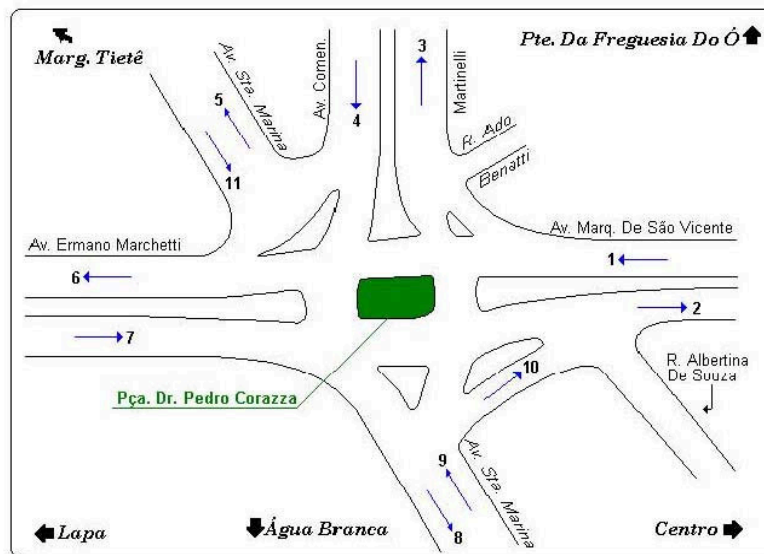 Marg. Tietê
Pte. Da Freguesia Do Ó
Av. Sta. Marina
Av. Comen.
Martinelli
3
5
4
R. Ado
Benatti
11
Av. Ermano Marchetti
Av. Marq. De São Vicente
6
1
7
2
R. Albertina
De Souza
10
Pça. Dr. Pedro Corazza
9
Av. Sta. Marina
8
Lapa
Água Branca
Centro